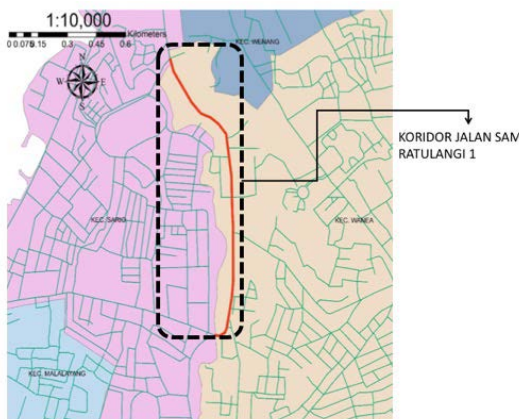 1:10,000
0 0.075 0.15 0.3 0.45 0.6
Kilometers
N
W E
S
KEC. WENANG
KORIDOR JALAN SAM
RATULANGI 1
KEC. SARIO
KEC. WANEA
KEC. MALALAYANG